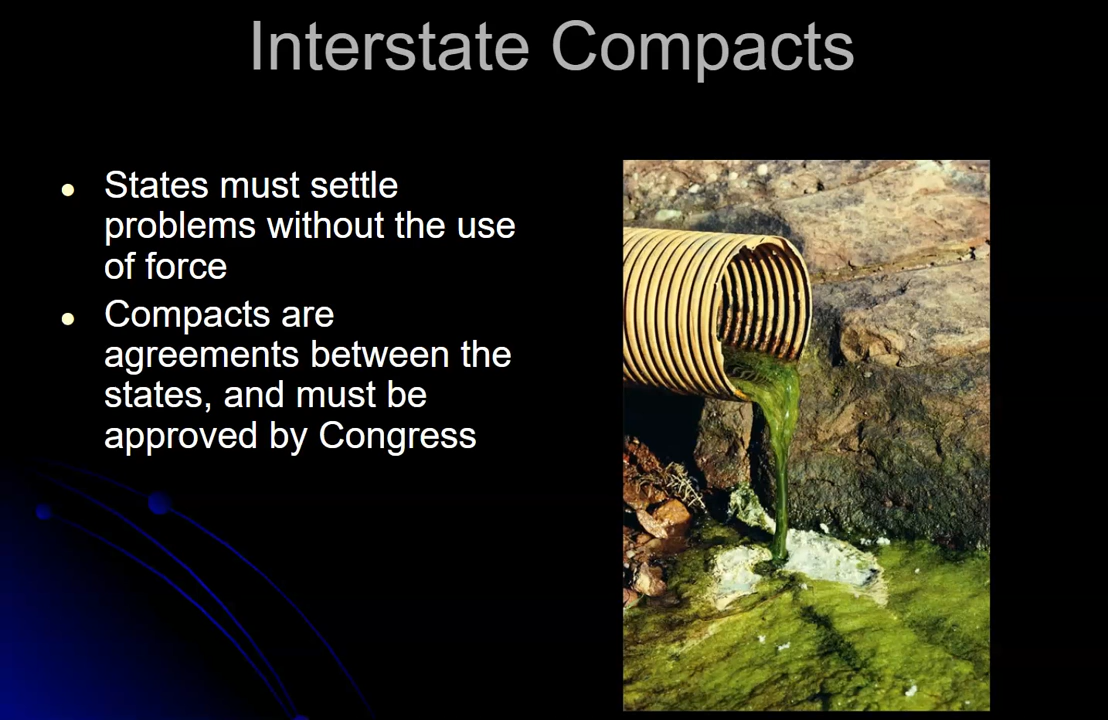 Interstate Compacts
States must settle
problems without the use
of force
Compacts are
agreements between the
states, and must be
approved by Congress